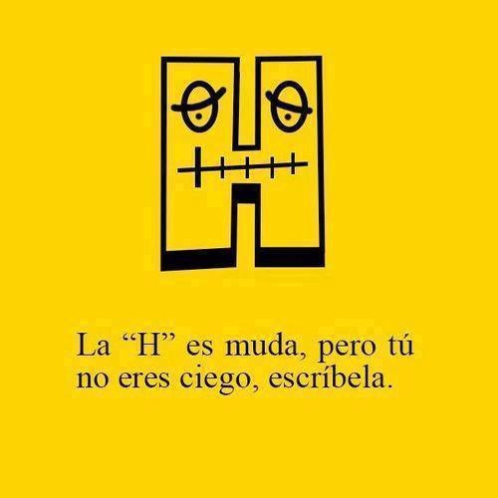 La “H” es muda, pero tú
no eres ciego, escríbela.